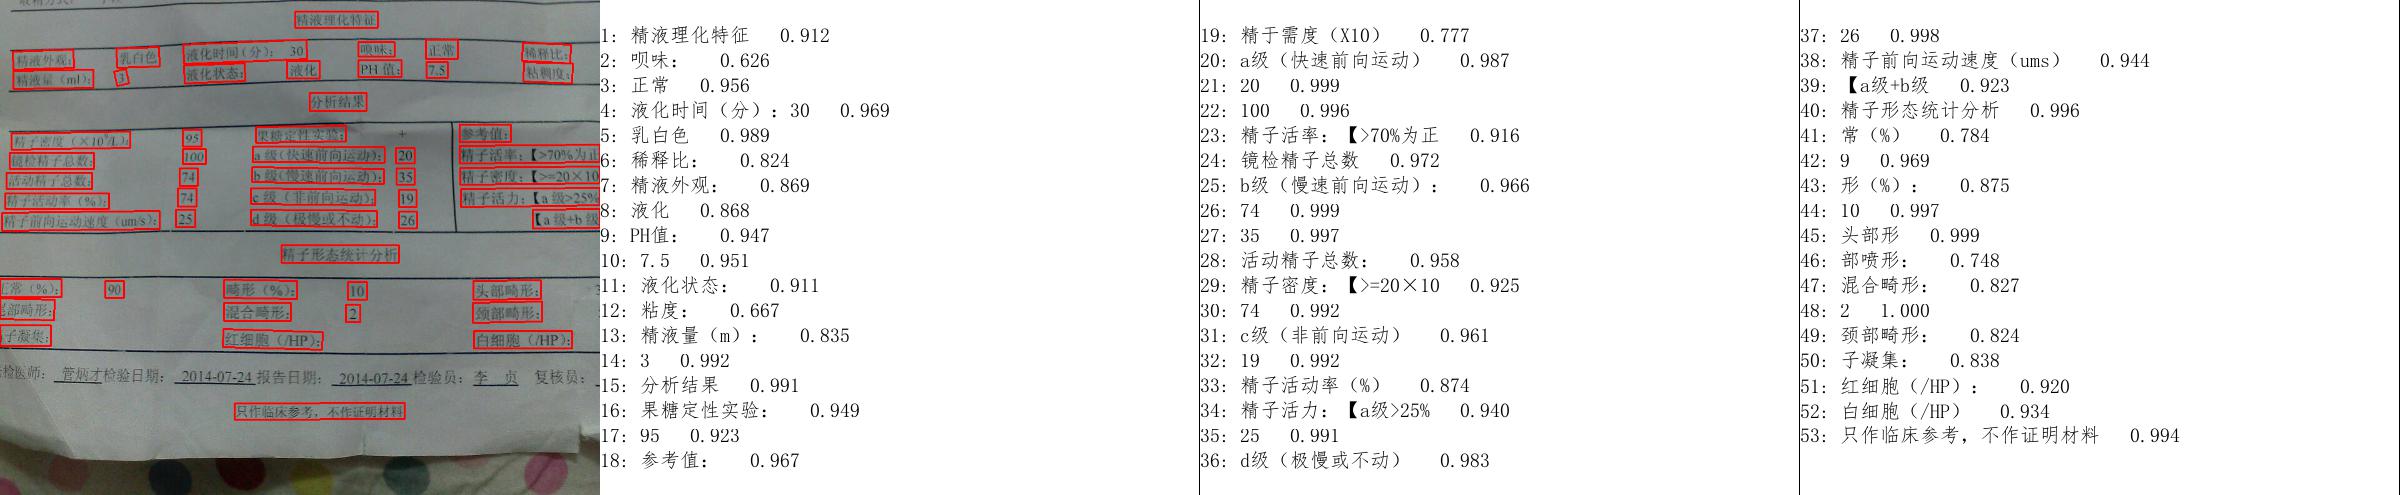 精液理化特征
精液外观： 乳白色 液化时间（分）： 30 嗅味： 正常 稀释比：
精液量（ml）： 3 液化状态： 液化 PH 值： 7.5 粘稠度：
分析结果
精子密度（×10⁶/L）： 95 果糖定性实验： + 参考值：
镜检精子总数： 100 a 级（快速前向运动）： 20 精子活率：【>70%为正
活动精子总数： 74 b 级（慢速前向运动）： 35 精子密度：【>=20×10
精子活动率（%）： 74 c 级（非前向运动）： 19 精子活力：【a 级>25%
精子前向运动速度（um/s）： 25 d 级（极慢或不动）： 26 【a 级+b 级
精子形态统计分析
正常（%）： 90 畸形（%）： 10 头部畸形：
尾部畸形： 混合畸形： 2 颈部畸形：
子凝集： 红细胞（/HP）： 白细胞（/HP）：
检医师： 管炳才 检验日期： 2014-07-24 报告日期： 2014-07-24 检验员： 李 贞 复核员：
只作临床参考，不作证明材料
1: 精液理化特征 0.912
2: 呗味： 0.626
3: 正常 0.956
4: 液化时间（分）：30 0.969
5: 乳白色 0.989
6: 稀释比： 0.824
7: 精液外观： 0.869
8: 液化 0.868
9: PH值： 0.947
10: 7.5 0.951
11: 液化状态： 0.911
12: 粘度： 0.667
13: 精液量（m）： 0.835
14: 3 0.992
15: 分析结果 0.991
16: 果糖定性实验： 0.949
17: 95 0.923
18: 参考值： 0.967
19: 精于需度（X10） 0.777
20: a级（快速前向运动） 0.987
21: 20 0.999
22: 100 0.996
23: 精子活率：【>70%为正 0.916
24: 镜检精子总数 0.972
25: b级（慢速前向运动）： 0.966
26: 74 0.999
27: 35 0.997
28: 活动精子总数： 0.958
29: 精子密度：【>=20×10 0.925
30: 74 0.992
31: c级（非前向运动） 0.961
32: 19 0.992
33: 精子活动率（%） 0.874
34: 精子活力：【a级>25% 0.940
35: 25 0.991
36: d级（极慢或不动） 0.983
37: 26 0.998
38: 精子前向运动速度（ums） 0.944
39: 【a级+b级 0.923
40: 精子形态统计分析 0.996
41: 常（%） 0.784
42: 9 0.969
43: 形（%）： 0.875
44: 10 0.997
45: 头部形 0.999
46: 部喷形： 0.748
47: 混合畸形： 0.827
48: 2 1.000
49: 颈部畸形： 0.824
50: 子凝集： 0.838
51: 红细胞（/HP）： 0.920
52: 白细胞（/HP） 0.934
53: 只作临床参考，不作证明材料 0.994